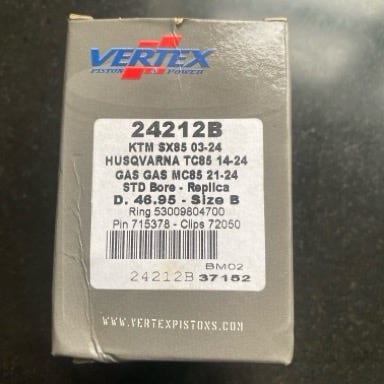 VERTEX
PISTON & POWER
24212B
KTM SX85 03-24
HUSQVARNA TC85 14-24
GAS GAS MC85 21-24
STD Bore - Replica
D. 46.95 - Size B
Ring 53009804700
Pin 715378 - Clips 72050
BM02
24212B 37152
WWW.VERTEXPISTONS.COM